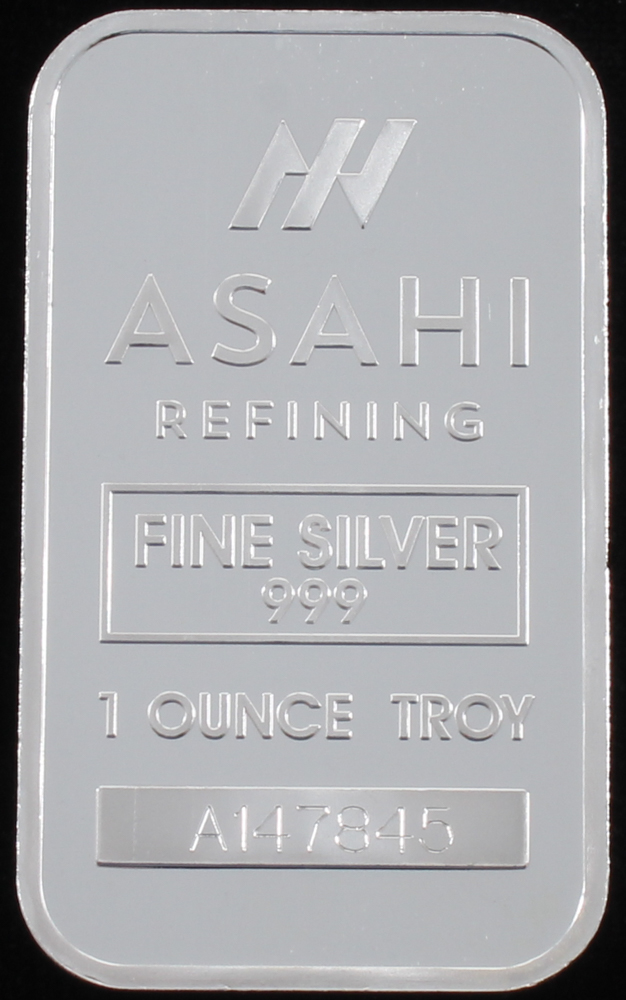 ASAHI
REFINING
FINE SILVER
999
1 OUNCE TROY
A147845